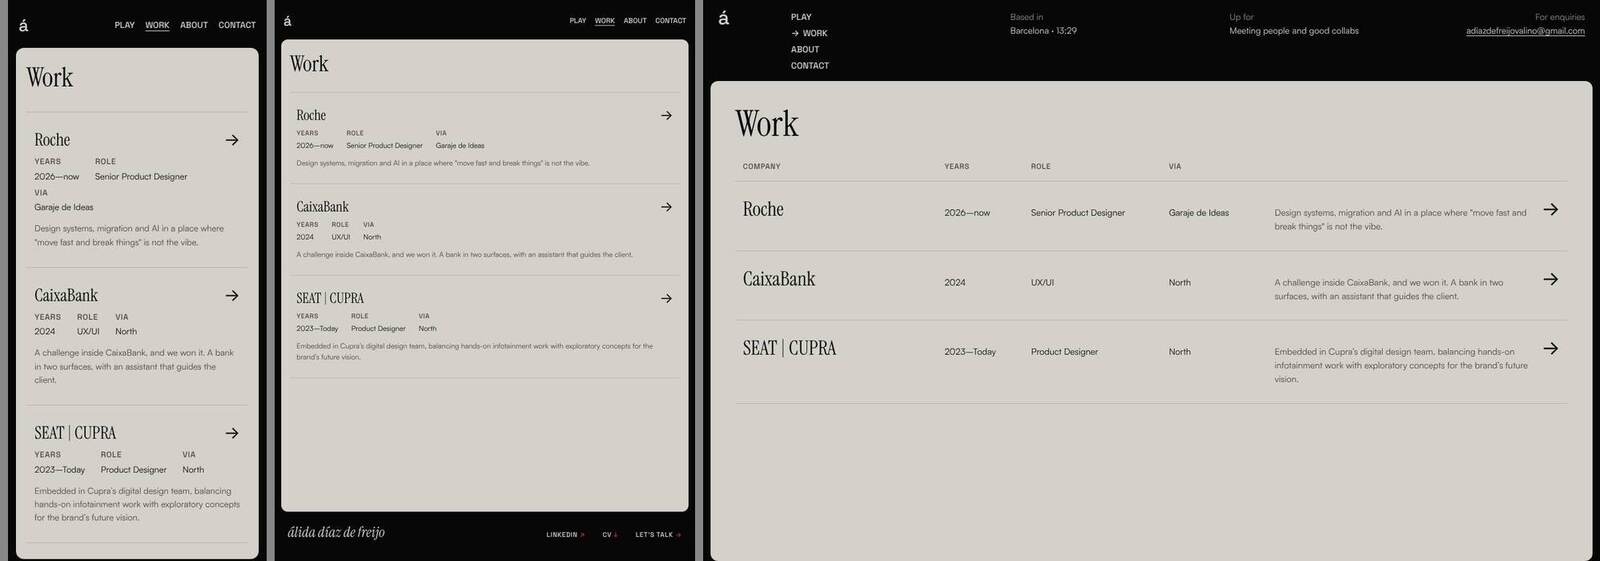 á
PLAY WORK ABOUT CONTACT
Work
Roche →
YEARS ROLE
2026—now Senior Product Designer
VIA
Garaje de Ideas
Design systems, migration and AI in a place where
"move fast and break things" is not the vibe.
CaixaBank →
YEARS ROLE VIA
2024 UX/UI North
A challenge inside CaixaBank, and we won it. A bank
in two surfaces, with an assistant that guides the
client.
SEAT | CUPRA →
YEARS ROLE VIA
2023—Today Product Designer North
Embedded in Cupra's digital design team, balancing
hands-on infotainment work with exploratory concepts
for the brand's future vision.
á
PLAY WORK ABOUT CONTACT
Work
Roche →
YEARS ROLE VIA
2026—now Senior Product Designer Garaje de Ideas
Design systems, migration and AI in a place where "move fast and break things" is not the vibe.
CaixaBank →
YEARS ROLE VIA
2024 UX/UI North
A challenge inside CaixaBank, and we won it. A bank in two surfaces, with an assistant that guides the client.
SEAT | CUPRA →
YEARS ROLE VIA
2023—Today Product Designer North
Embedded in Cupra's digital design team, balancing hands-on infotainment work with exploratory concepts for the
brand's future vision.
álida díaz de freijo
LINKEDIN ↗ CV ↓ LET'S TALK →
á
PLAY
→ WORK
ABOUT
CONTACT
Based in
Barcelona • 13:29
Up for
Meeting people and good collabs
For enquiries
adiazdefreijovalino@gmail.com
Work
COMPANY YEARS ROLE VIA
Roche 2026—now Senior Product Designer Garaje de Ideas Design systems, migration and AI in a place where "move fast and →
break things" is not the vibe.
CaixaBank 2024 UX/UI North A challenge inside CaixaBank, and we won it. A bank in two →
surfaces, with an assistant that guides the client.
SEAT | CUPRA 2023—Today Product Designer North Embedded in Cupra's digital design team, balancing hands-on →
infotainment work with exploratory concepts for the brand's future
vision.